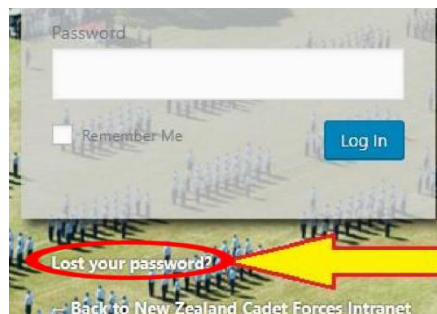 Password
Remember Me
Log In
Lost your password?
← Back to New Zealand Cadet Forces Intranet